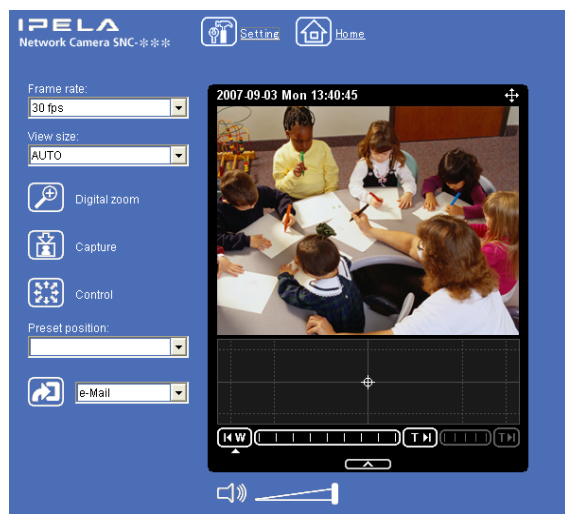 IPELA
Network Camera SNC-***
Setting
Home
Frame rate:
30 fps
View size:
AUTO
Digital zoom
Capture
Control
Preset position:
e-Mail
2007-09-03 Mon 13:40:45
W
T
T